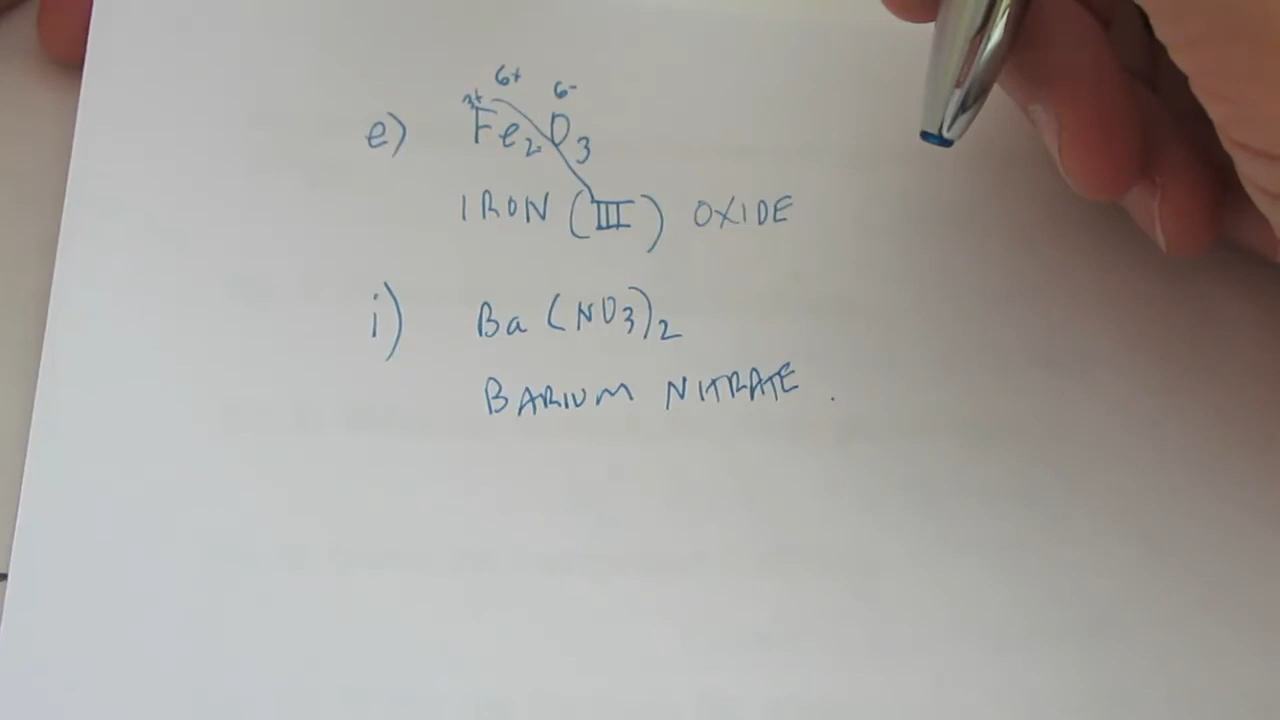 6+ 6-
3+
e) Fe2O3
IRON (III) OXIDE
i) Ba (NO3)2
BARIUM NITRATE.